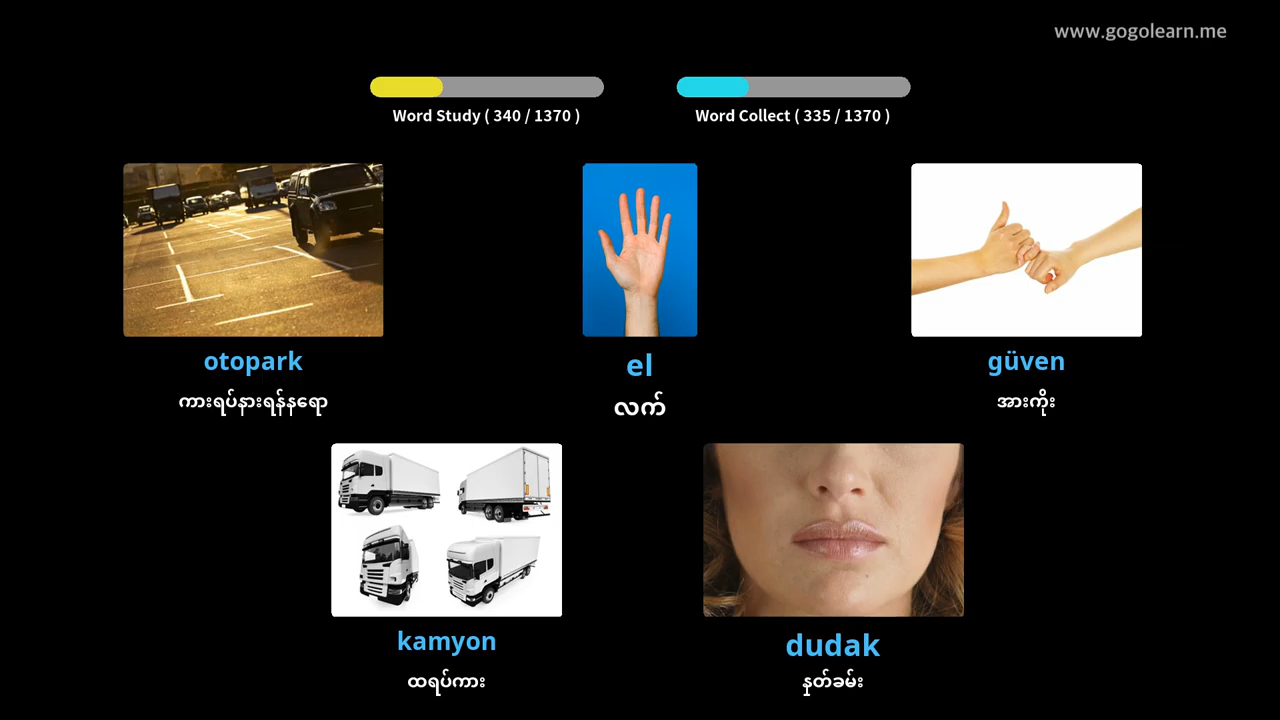 www.gogolearn.me
Word Study ( 340 / 1370 )
Word Collect ( 335 / 1370 )
otopark
ကားရပ်နားရန်နရော
el
လက်
güven
အားကိုး
kamyon
ထရပ်ကား
dudak
နှုတ်ခမ်း